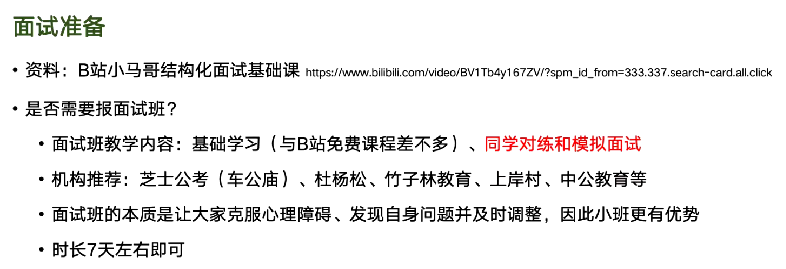 面试准备
• 资料：B站小马哥结构化面试基础课 https://www.bilibili.com/video/BV1Tb4y167ZV/?spm_id_from=333.337.search-card.all.click
• 是否需要报面试班？
• 面试班教学内容：基础学习（与B站免费课程差不多）、同学对练和模拟面试
• 机构推荐：芝士公考（车公庙）、杜杨松、竹子林教育、上岸村、中公教育等
• 面试班的本质是让大家克服心理障碍、发现自身问题并及时调整，因此小班更有优势
• 时长7天左右即可